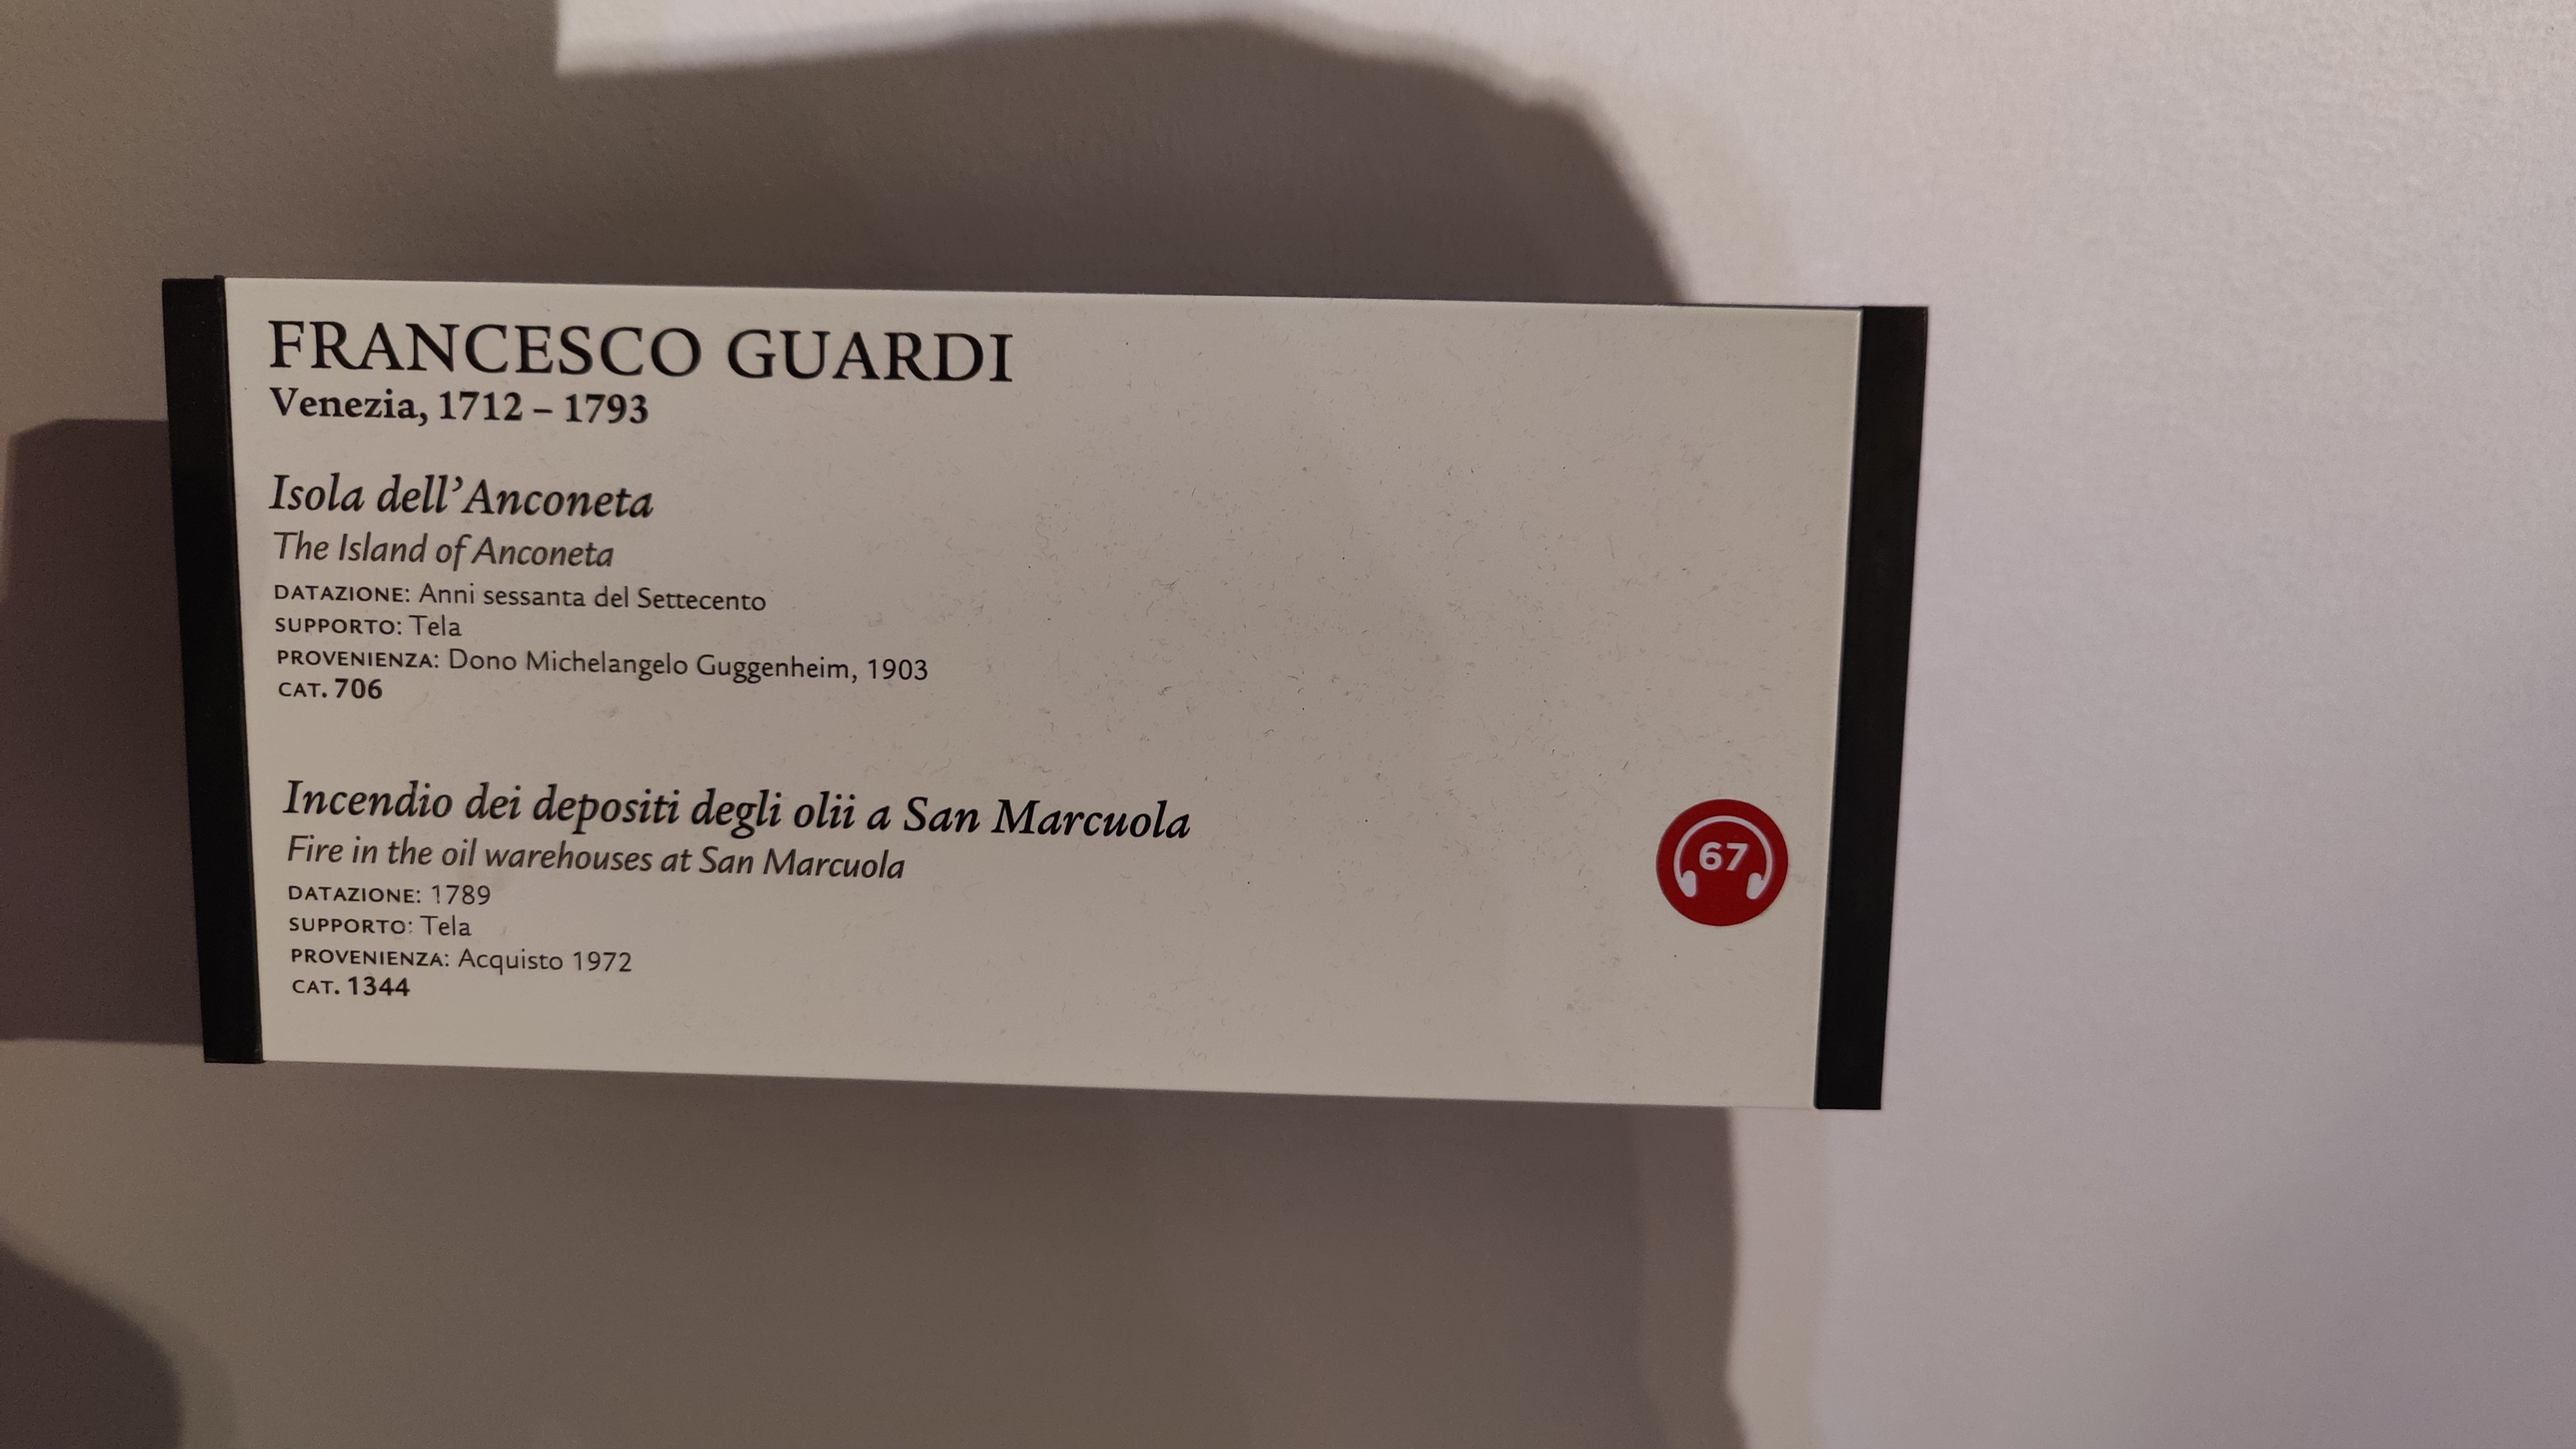 FRANCESCO GUARDI
Venezia, 1712 – 1793
Isola dell’Anconeta
The Island of Anconeta
DATAZIONE: Anni sessanta del Settecento
SUPPORTO: Tela
PROVENIENZA: Dono Michelangelo Guggenheim, 1903
CAT. 706
Incendio dei depositi degli olii a San Marcuola
Fire in the oil warehouses at San Marcuola
DATAZIONE: 1789
SUPPORTO: Tela
PROVENIENZA: Acquisto 1972
CAT. 1344
67